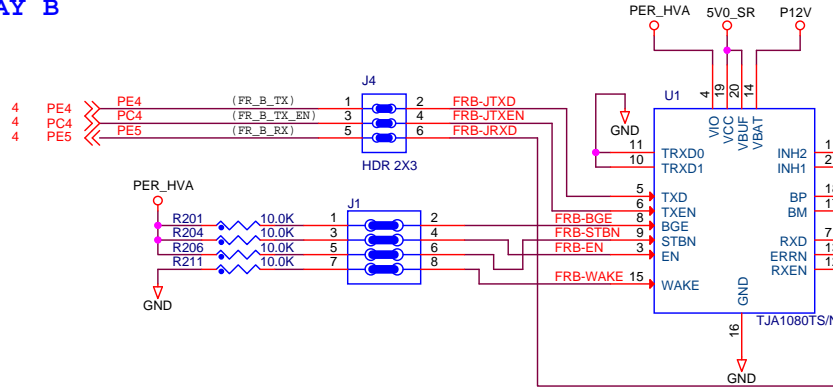 AY B
PER_HVA 5V0_SR P12V
J4
4 PE4 PE4 (FR_B_TX) 1 2 FRB-JTXD
4 PC4 PC4 (FR_B_TX_EN) 3 4 FRB-JTXEN
4 PE5 PE5 (FR_B_RX) 5 6 FRB-JRXD
HDR 2X3
U1
4 19 20 14
VIO VCC VBUF VBAT
GND
11 TRXD0 INH2 1
10 TRXD1 INH1 2
5 TXD BP 18
6 TXEN BM 17
8 BGE
9 STBN RXD 7
3 EN ERRN 13
RXEN 12
15 WAKE
GND
16
TJA1080TS/N
GND
PER_HVA
J1
R201 10.0K 1 2 FRB-BGE
R204 10.0K 3 4 FRB-STBN
R206 10.0K 5 6 FRB-EN
R211 10.0K 7 8 FRB-WAKE
GND